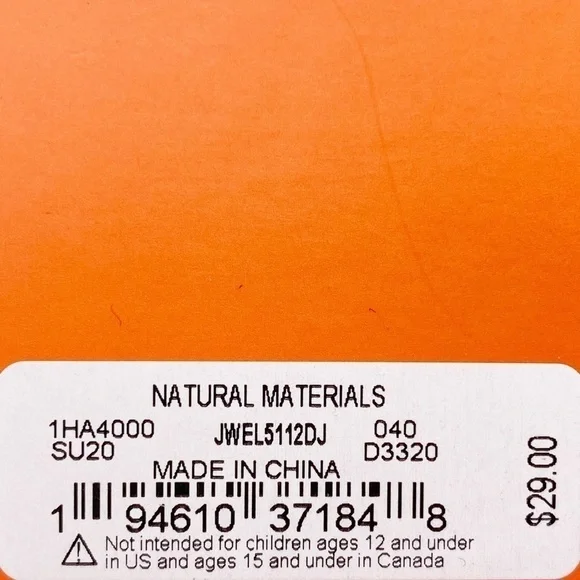 NATURAL MATERIALS
1HA4000 JWEL5112DJ 040
SU20 D3320
MADE IN CHINA
1 94610 37184 8
Not intended for children ages 12 and under
in US and ages 15 and under in Canada
$29.00